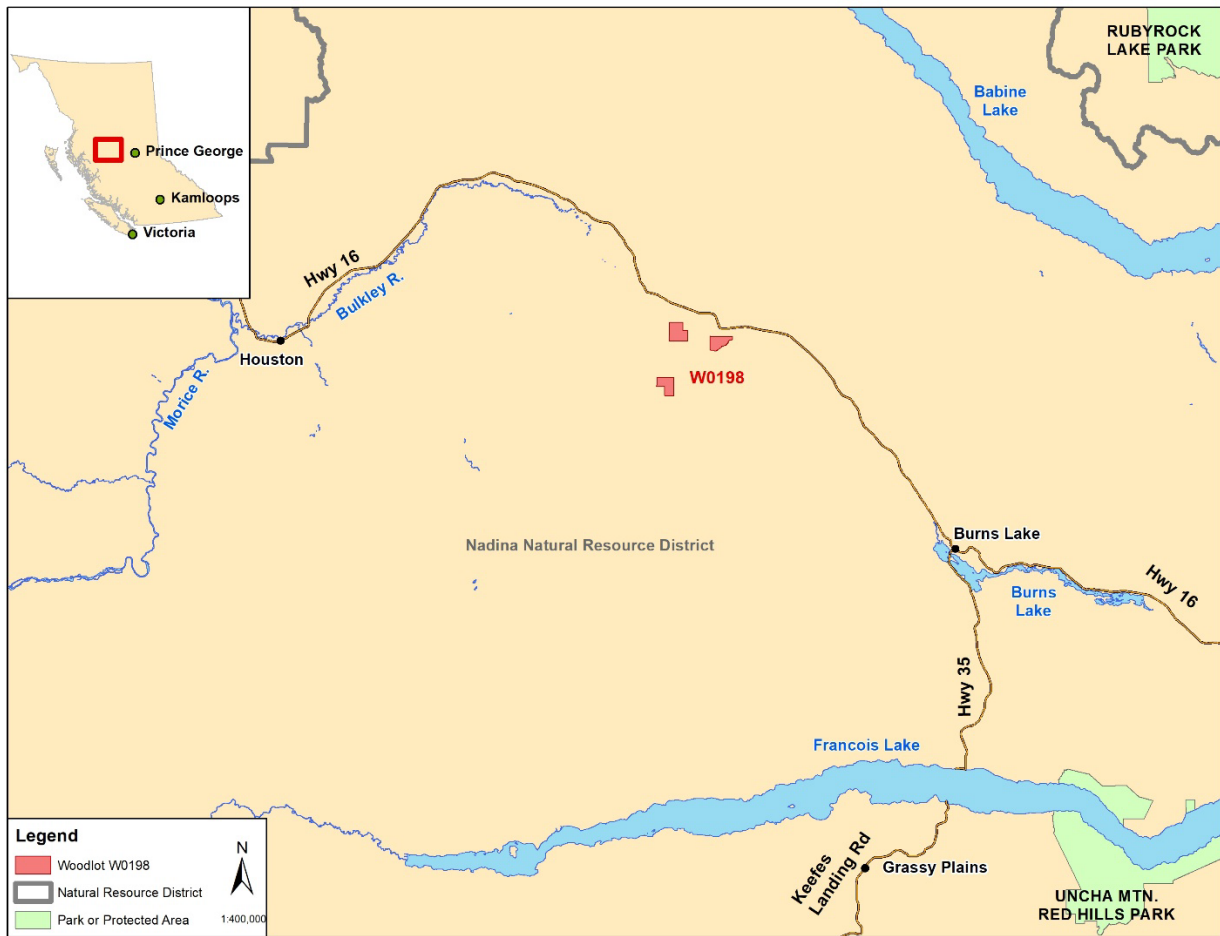 Prince George
Kamloops
Victoria
RUBYROCK
LAKE PARK
Babine
Lake
Hwy 16
Bulkley R.
Houston
Morice R.
W0198
Nadina Natural Resource District
Burns Lake
Burns
Lake
Hwy 16
Hwy 35
Francois Lake
Keefes
Landing Rd
Grassy Plains
UNCHA MTN.
RED HILLS PARK
Legend
Woodlot W0198
Natural Resource District
Park or Protected Area
N
1:400,000